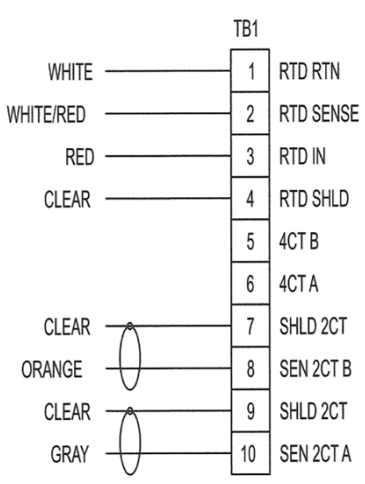 TB1
WHITE 1 RTD RTN
WHITE/RED 2 RTD SENSE
RED 3 RTD IN
CLEAR 4 RTD SHLD
5 4CT B
6 4CT A
CLEAR 7 SHLD 2CT
ORANGE 8 SEN 2CT B
CLEAR 9 SHLD 2CT
GRAY 10 SEN 2CT A